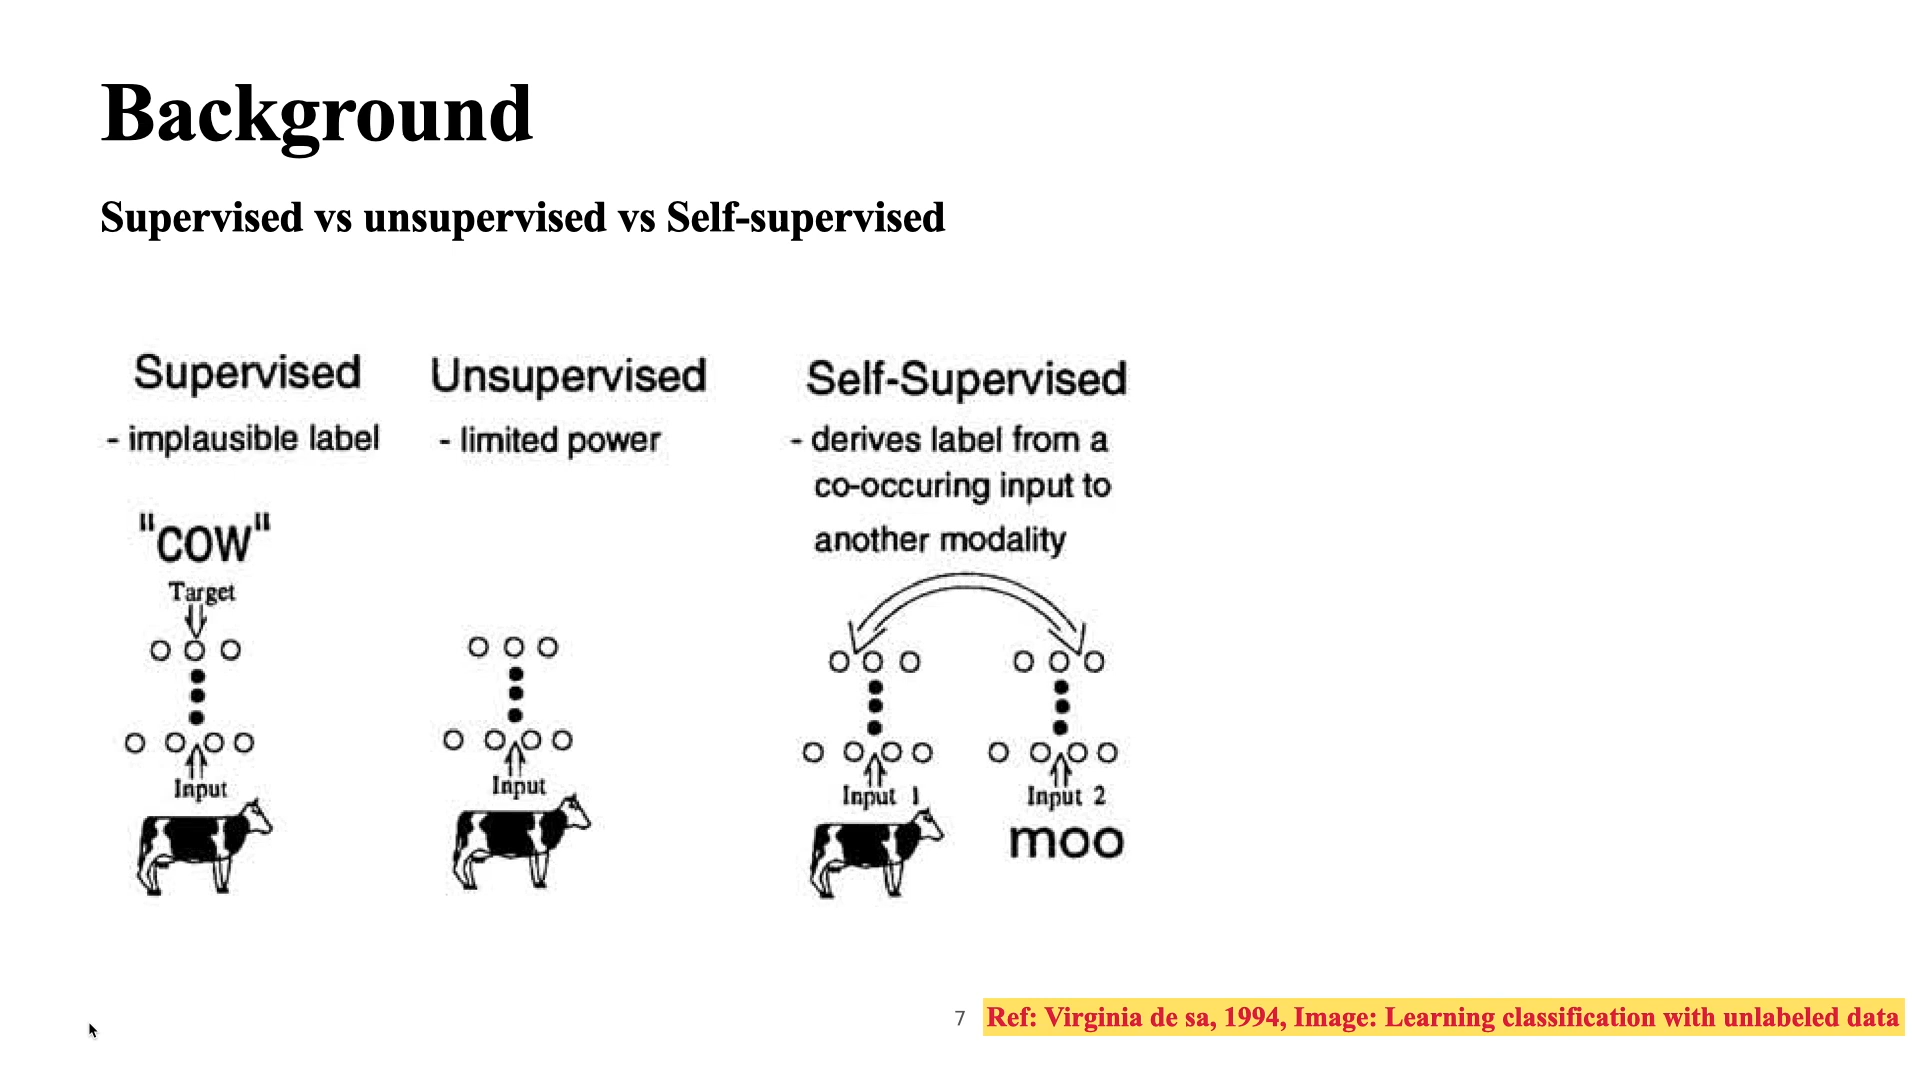 Background
Supervised vs unsupervised vs Self-supervised
Supervised
- implausible label
"COW"
Target
Input
Unsupervised
- limited power
Input
Self-Supervised
- derives label from a
co-occuring input to
another modality
Input 1
Input 2
moo
7
Ref: Virginia de sa, 1994, Image: Learning classification with unlabeled data